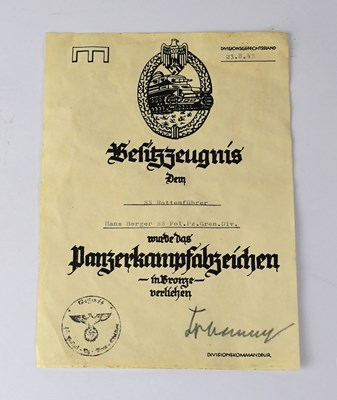 DIVISIONSGEFECHTSSTAND
23.8.43
Besitzzeugnis
Dem
SS Rottenführer
Hans Berger SS Pol.Pz.Gren.Div.
wurde das
Panzerkampfabzeichen
— in Bronze —
verliehen
DIVISIONSKOMMANDEUR.